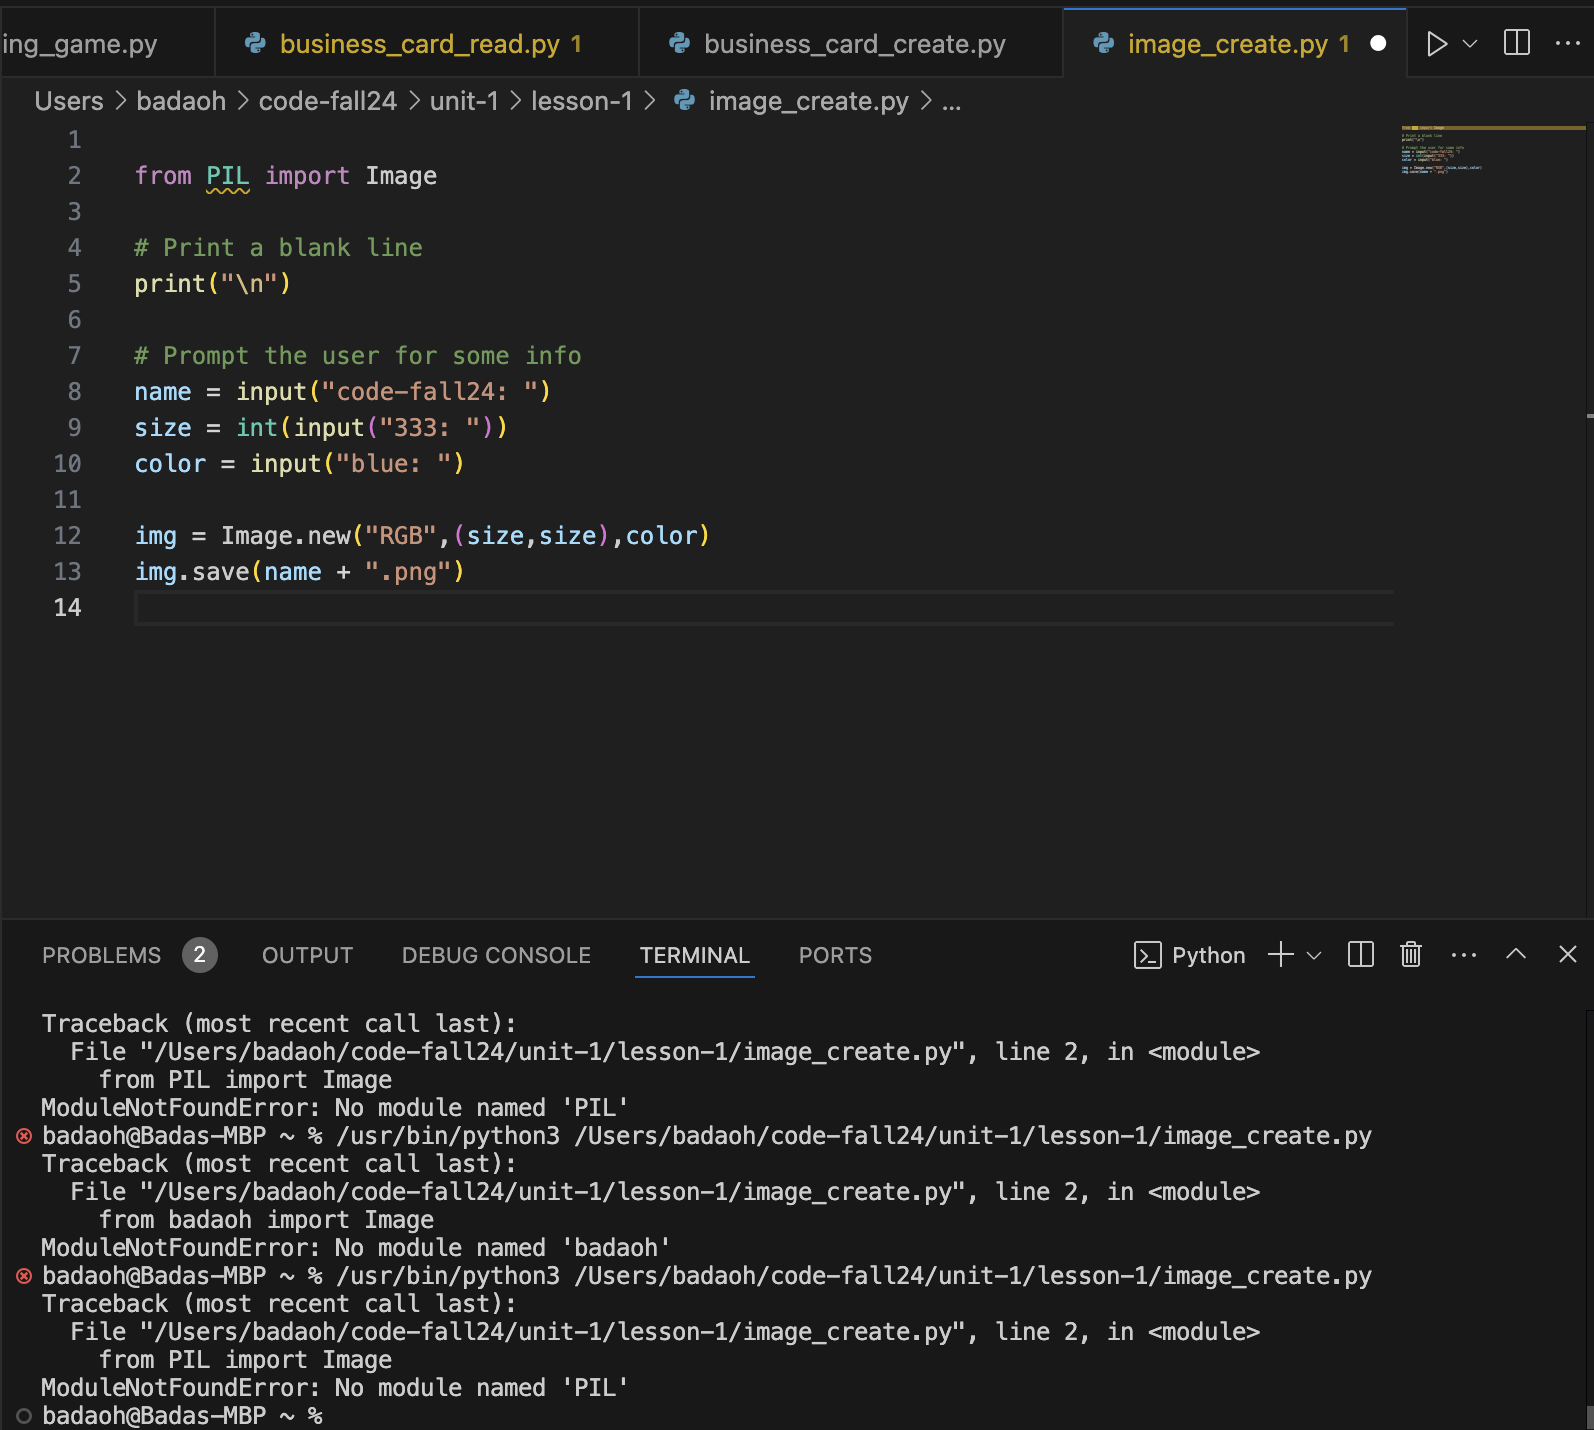 ing_game.py
business_card_read.py 1
business_card_create.py
image_create.py 1
Users > badaoh > code-fall24 > unit-1 > lesson-1 > image_create.py > ...
1
2 from PIL import Image
3
4 # Print a blank line
5 print("\n")
6
7 # Prompt the user for some info
8 name = input("code-fall24: ")
9 size = int(input("333: "))
10 color = input("blue: ")
11
12 img = Image.new("RGB",(size,size),color)
13 img.save(name + ".png")
14
PROBLEMS 2 OUTPUT DEBUG CONSOLE TERMINAL PORTS Python
Traceback (most recent call last):
  File "/Users/badaoh/code-fall24/unit-1/lesson-1/image_create.py", line 2, in <module>
    from PIL import Image
ModuleNotFoundError: No module named 'PIL'
badaoh@Badas-MBP ~ % /usr/bin/python3 /Users/badaoh/code-fall24/unit-1/lesson-1/image_create.py
Traceback (most recent call last):
  File "/Users/badaoh/code-fall24/unit-1/lesson-1/image_create.py", line 2, in <module>
    from badaoh import Image
ModuleNotFoundError: No module named 'badaoh'
badaoh@Badas-MBP ~ % /usr/bin/python3 /Users/badaoh/code-fall24/unit-1/lesson-1/image_create.py
Traceback (most recent call last):
  File "/Users/badaoh/code-fall24/unit-1/lesson-1/image_create.py", line 2, in <module>
    from PIL import Image
ModuleNotFoundError: No module named 'PIL'
badaoh@Badas-MBP ~ %